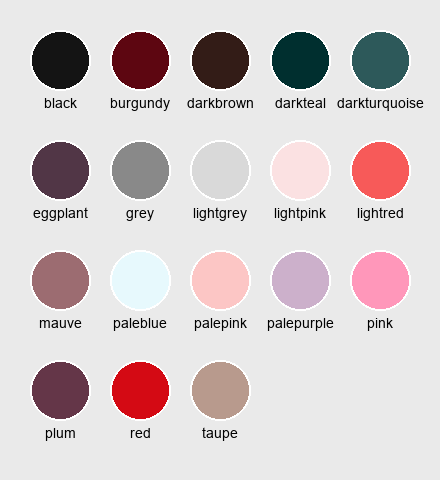 black burgundy darkbrown darkteal darkturquoise
eggplant grey lightgrey lightpink lightred
mauve paleblue palepink palepurple pink
plum red taupe